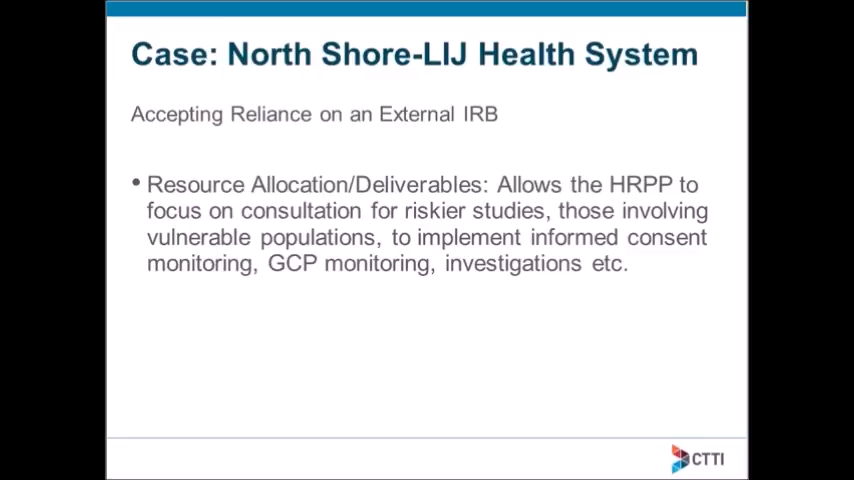 Case: North Shore-LIJ Health System
Accepting Reliance on an External IRB
• Resource Allocation/Deliverables: Allows the HRPP to
focus on consultation for riskier studies, those involving
vulnerable populations, to implement informed consent
monitoring, GCP monitoring, investigations etc.
CTTI